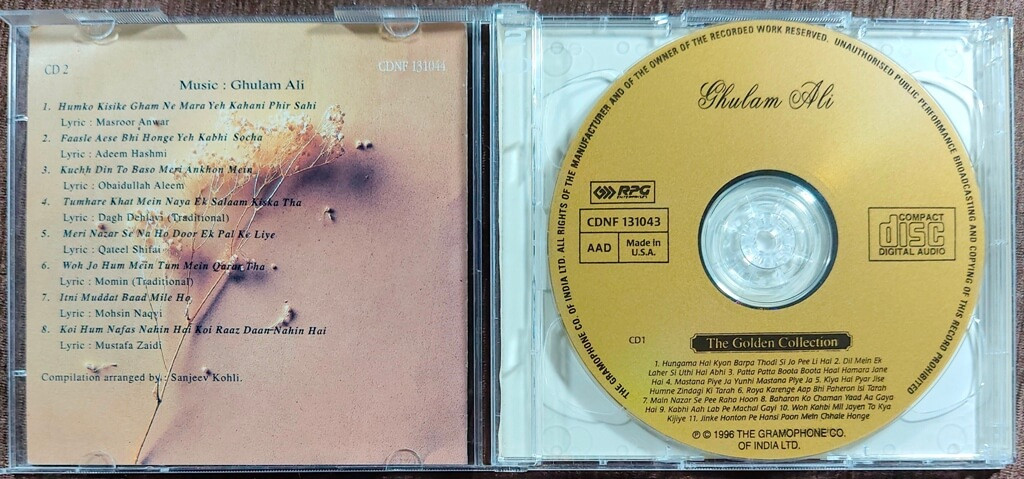 CD 2
CDNF 131044
Music : Ghulam Ali
1. Humko Kisike Gham Ne Mara Yeh Kahani Phir Sahi
Lyric : Masroor Anwar
2. Faasle Aese Bhi Honge Yeh Kabhi Socha
Lyric : Adeem Hashmi
3. Kuchh Din To Baso Meri Ankhon Mein
Lyric : Obaidullah Aleem
4. Tumhare Khat Mein Naya Ek Salaam Kiska Tha
Lyric : Dagh Dehlavi (Traditional)
5. Meri Nazar Se Na Ho Door Ek Pal Ke Liye
Lyric : Qateel Shifai
6. Woh Jo Hum Mein Tum Mein Qarar Tha
Lyric : Momin (Traditional)
7. Itni Muddat Baad Mile Ho
Lyric : Mohsin Naqvi
8. Koi Hum Nafas Nahin Hai Koi Raaz Daan Nahin Hai
Lyric : Mustafa Zaidi
Compilation arranged by : Sanjeev Kohli.
THE GRAMOPHONE CO. OF INDIA LTD. ALL RIGHTS OF THE MANUFACTURER AND OF THE OWNER OF THE RECORDED WORK RESERVED. UNAUTHORISED PUBLIC PERFORMANCE BROADCASTING AND COPYING OF THIS RECORD PROHIBITED
Ghulam Ali
RPG
CDNF 131043
AAD
Made in
U.S.A.
COMPACT
disc
DIGITAL AUDIO
CD1
The Golden Collection
1. Hungama Hai Kyan Barpa Thodi Si Jo Pee Li Hai 2. Dil Mein Ek
Laher Si Uthi Hai Abhi 3. Patta Patta Boota Boota Haal Hamara Jane
Hai 4. Mastana Piye Ja Yunhi Mastana Piye Ja 5. Kiya Hai Pyar Jise
Humne Zindagi Ki Tarah 6. Roya Karenge Aap Bhi Paheron Isi Tarah
7. Main Nazar Se Pee Raha Hoon 8. Baharon Ko Chaman Yaad Aa Gaya
Hai 9. Kabhi Aah Lab Pe Machal Gayi 10. Woh Kahbi Mil Jayen To Kya
Kijiye 11. Jinke Honton Pe Hansi Paon Mein Chhale Honge
℗ © 1996 THE GRAMOPHONE CO.
OF INDIA LTD.